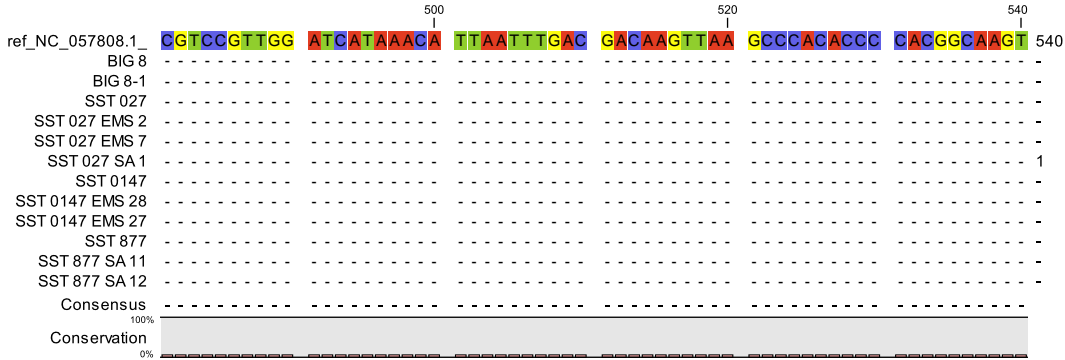 500 520 540
ref_NC_057808.1_ CGTCCGTTGG ATCATAAACA TTAATTTGAC GACAAGTTAA GCCCACACCC CACGGCAAGT 540
BIG 8 - - - - - - - - - - - - - - - - - - - - - - - - - - - - - - - - - - - - - - - - - - - - - - - - - - - - - - - - - - - - -
BIG 8-1 - - - - - - - - - - - - - - - - - - - - - - - - - - - - - - - - - - - - - - - - - - - - - - - - - - - - - - - - - - - - -
SST 027 - - - - - - - - - - - - - - - - - - - - - - - - - - - - - - - - - - - - - - - - - - - - - - - - - - - - - - - - - - - - -
SST 027 EMS 2 - - - - - - - - - - - - - - - - - - - - - - - - - - - - - - - - - - - - - - - - - - - - - - - - - - - - - - - - - - - - -
SST 027 EMS 7 - - - - - - - - - - - - - - - - - - - - - - - - - - - - - - - - - - - - - - - - - - - - - - - - - - - - - - - - - - - - -
SST 027 SA 1 - - - - - - - - - - - - - - - - - - - - - - - - - - - - - - - - - - - - - - - - - - - - - - - - - - - - - - - - - - - - 1
SST 0147 - - - - - - - - - - - - - - - - - - - - - - - - - - - - - - - - - - - - - - - - - - - - - - - - - - - - - - - - - - - - -
SST 0147 EMS 28 - - - - - - - - - - - - - - - - - - - - - - - - - - - - - - - - - - - - - - - - - - - - - - - - - - - - - - - - - - - - -
SST 0147 EMS 27 - - - - - - - - - - - - - - - - - - - - - - - - - - - - - - - - - - - - - - - - - - - - - - - - - - - - - - - - - - - - -
SST 877 - - - - - - - - - - - - - - - - - - - - - - - - - - - - - - - - - - - - - - - - - - - - - - - - - - - - - - - - - - - - -
SST 877 SA 11 - - - - - - - - - - - - - - - - - - - - - - - - - - - - - - - - - - - - - - - - - - - - - - - - - - - - - - - - - - - - -
SST 877 SA 12 - - - - - - - - - - - - - - - - - - - - - - - - - - - - - - - - - - - - - - - - - - - - - - - - - - - - - - - - - - - - -
Consensus - - - - - - - - - - - - - - - - - - - - - - - - - - - - - - - - - - - - - - - - - - - - - - - - - - - - - - - - - - - -
100%
Conservation
0%